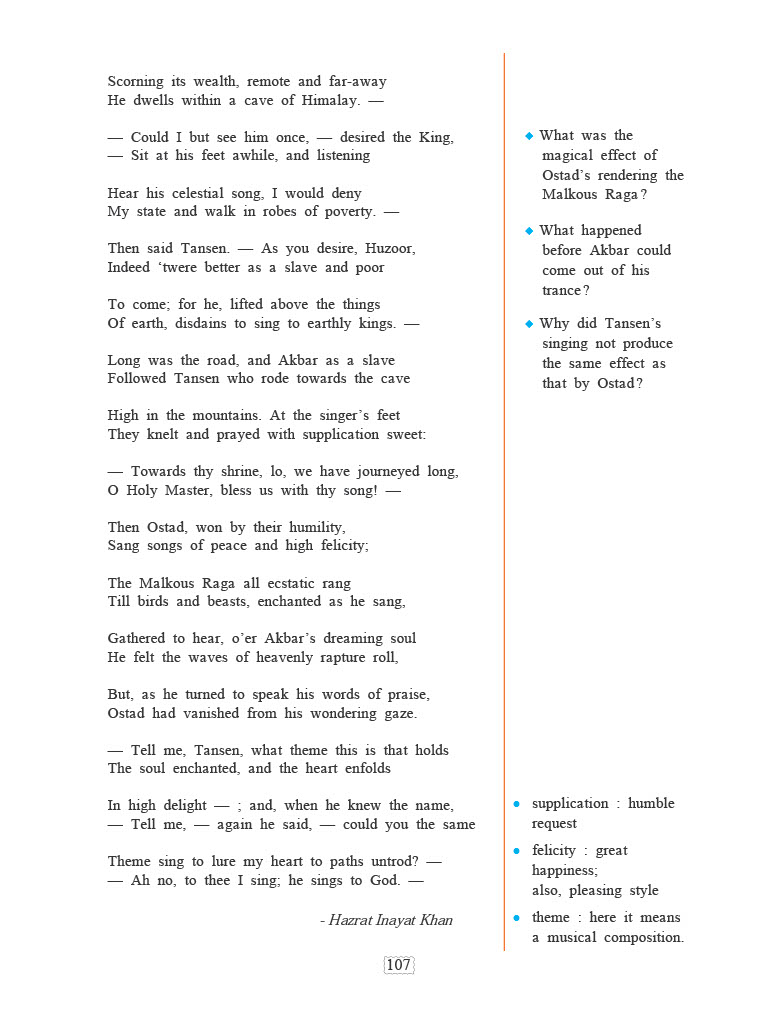 Scorning its wealth, remote and far-away
He dwells within a cave of Himalay. —
— Could I but see him once, — desired the King,
— Sit at his feet awhile, and listening
Hear his celestial song, I would deny
My state and walk in robes of poverty. —
Then said Tansen. — As you desire, Huzoor,
Indeed ‘twere better as a slave and poor
To come; for he, lifted above the things
Of earth, disdains to sing to earthly kings. —
Long was the road, and Akbar as a slave
Followed Tansen who rode towards the cave
High in the mountains. At the singer’s feet
They knelt and prayed with supplication sweet:
— Towards thy shrine, lo, we have journeyed long,
O Holy Master, bless us with thy song! —
Then Ostad, won by their humility,
Sang songs of peace and high felicity;
The Malkous Raga all ecstatic rang
Till birds and beasts, enchanted as he sang,
Gathered to hear, o’er Akbar’s dreaming soul
He felt the waves of heavenly rapture roll,
But, as he turned to speak his words of praise,
Ostad had vanished from his wondering gaze.
— Tell me, Tansen, what theme this is that holds
The soul enchanted, and the heart enfolds
In high delight — ; and, when he knew the name,
— Tell me, — again he said, — could you the same
Theme sing to lure my heart to paths untrod? —
— Ah no, to thee I sing; he sings to God. —
- Hazrat Inayat Khan
◆ What was the
magical effect of
Ostad’s rendering the
Malkous Raga?
◆ What happened
before Akbar could
come out of his
trance?
◆ Why did Tansen’s
singing not produce
the same effect as
that by Ostad?
● supplication : humble
request
● felicity : great
happiness;
also, pleasing style
● theme : here it means
a musical composition.
107